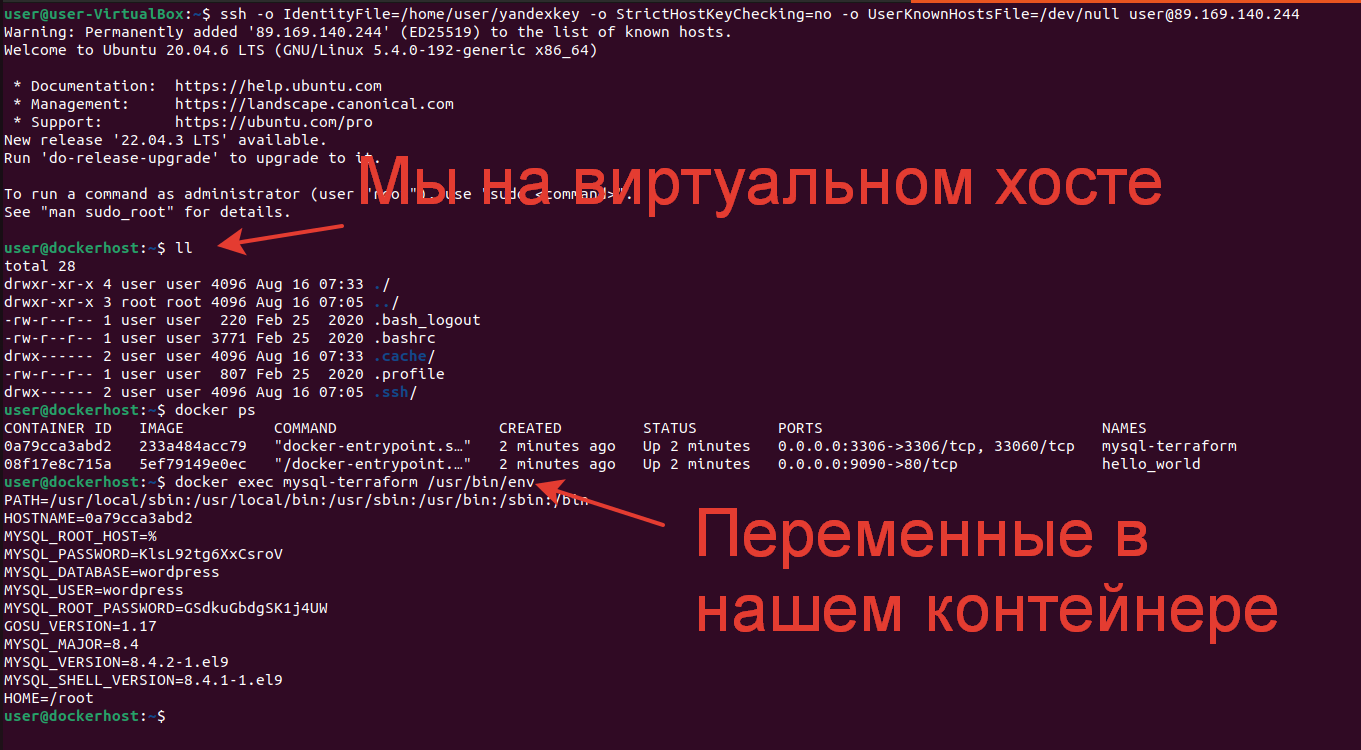 user@user-VirtualBox:~$ ssh -o IdentityFile=/home/user/yandexkey -o StrictHostKeyChecking=no -o UserKnownHostsFile=/dev/null user@89.169.140.244
Warning: Permanently added '89.169.140.244' (ED25519) to the list of known hosts.
Welcome to Ubuntu 20.04.6 LTS (GNU/Linux 5.4.0-192-generic x86_64)
* Documentation:  https://help.ubuntu.com
* Management:     https://landscape.canonical.com
* Support:        https://ubuntu.com/pro
New release '22.04.3 LTS' available.
Run 'do-release-upgrade' to upgrade to it.
Мы на виртуальном хосте
To run a command as administrator (user "root"), use "sudo <command>".
See "man sudo_root" for details.
user@dockerhost:~$ ll
total 28
drwxr-xr-x 4 user user 4096 Aug 16 07:33 ./
drwxr-xr-x 3 root root 4096 Aug 16 07:05 ../
-rw-r--r-- 1 user user  220 Feb 25  2020 .bash_logout
-rw-r--r-- 1 user user 3771 Feb 25  2020 .bashrc
drwx------ 2 user user 4096 Aug 16 07:33 .cache/
-rw-r--r-- 1 user user  807 Feb 25  2020 .profile
drwx------ 2 user user 4096 Aug 16 07:05 .ssh/
user@dockerhost:~$ docker ps
CONTAINER ID   IMAGE          COMMAND                  CREATED         STATUS         PORTS                               NAMES
0a79cca3abd2   233a484acc79   "docker-entrypoint.s…"   2 minutes ago   Up 2 minutes   0.0.0.0:3306->3306/tcp, 33060/tcp   mysql-terraform
08f17e8c715a   5ef79149e0ec   "/docker-entrypoint.…"   2 minutes ago   Up 2 minutes   0.0.0.0:9090->80/tcp                hello_world
user@dockerhost:~$ docker exec mysql-terraform /usr/bin/env
PATH=/usr/local/sbin:/usr/local/bin:/usr/sbin:/usr/bin:/sbin:/bin
HOSTNAME=0a79cca3abd2
MYSQL_ROOT_HOST=%
MYSQL_PASSWORD=KlsL92tg6XxCsroV
MYSQL_DATABASE=wordpress
MYSQL_USER=wordpress
MYSQL_ROOT_PASSWORD=GSdkuGbdgSK1j4UW
GOSU_VERSION=1.17
MYSQL_MAJOR=8.4
MYSQL_VERSION=8.4.2-1.el9
MYSQL_SHELL_VERSION=8.4.1-1.el9
HOME=/root
user@dockerhost:~$
Переменные в
нашем контейнере